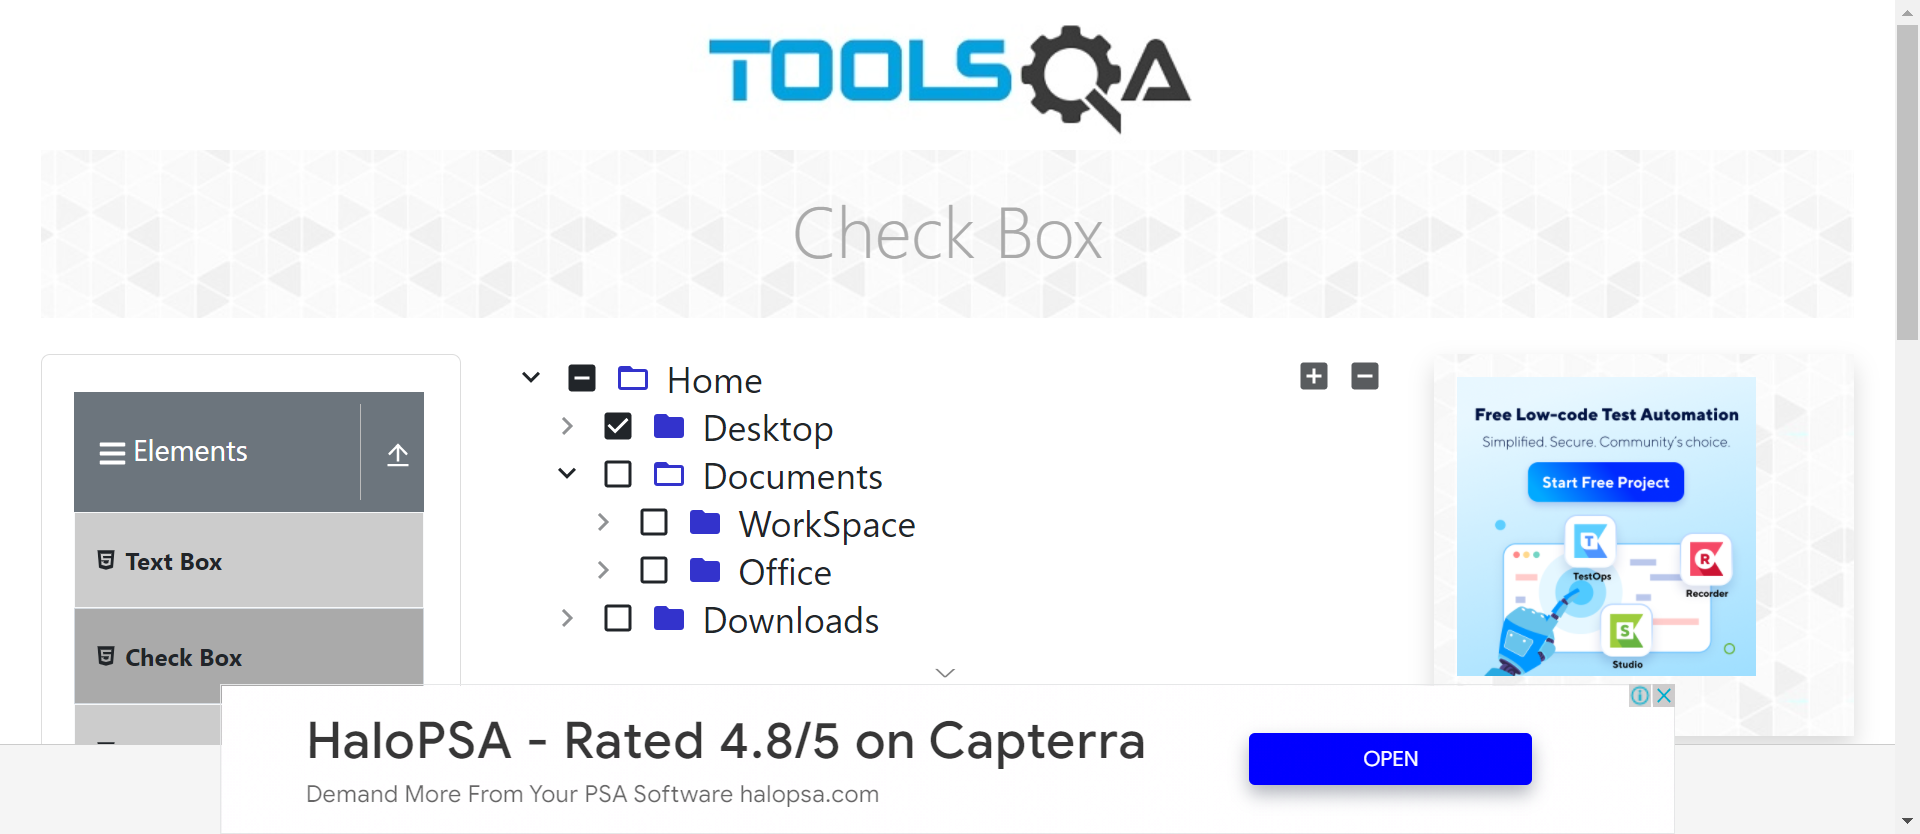 TOOLSQA
Check Box
Elements
Text Box
Check Box
Home
Desktop
Documents
WorkSpace
Office
Downloads
Free Low-code Test Automation
Simplified. Secure. Community's choice.
Start Free Project
TestOps
Recorder
Studio
HaloPSA - Rated 4.8/5 on Capterra
Demand More From Your PSA Software halopsa.com
OPEN